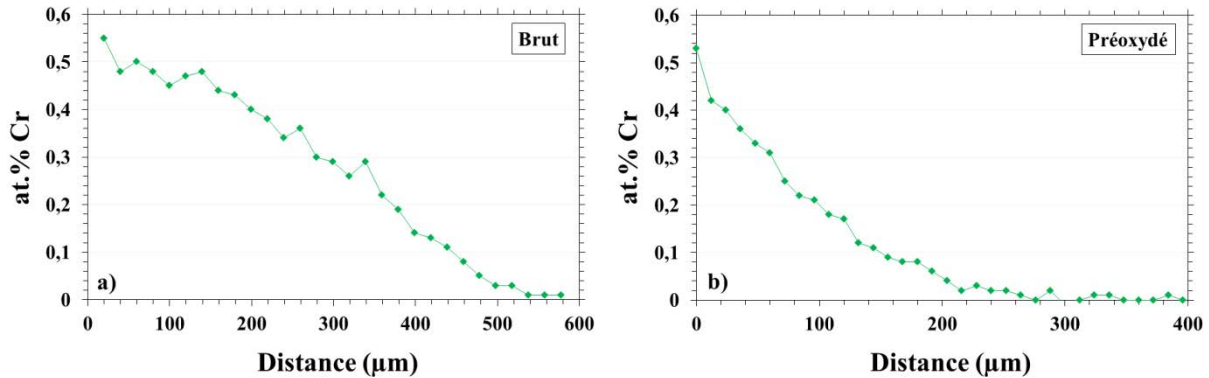 0,6
0,5
0,4
0,3
0,2
0,1
0
at.% Cr
Brut
a)
0 100 200 300 400 500 600
Distance (µm)
0,6
0,5
0,4
0,3
0,2
0,1
0
at.% Cr
Préoxydé
b)
0 100 200 300 400
Distance (µm)